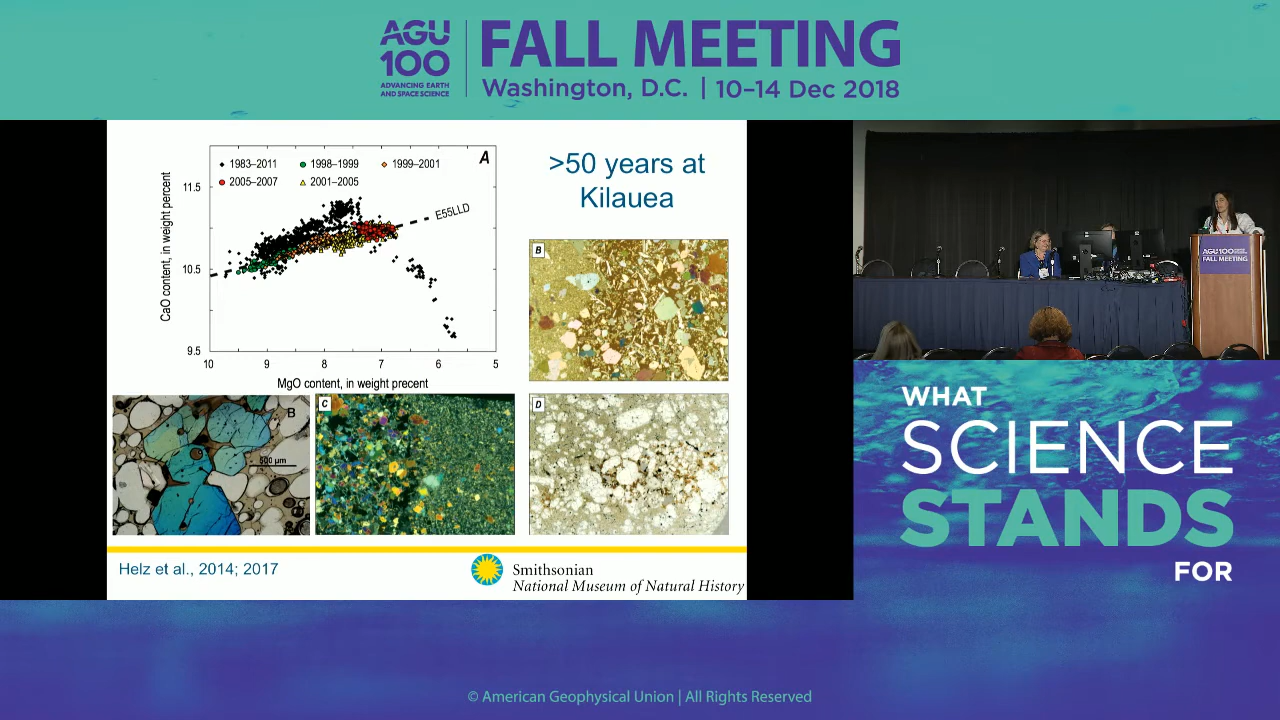 AGU
100
ADVANCING EARTH
AND SPACE SCIENCE
FALL MEETING
Washington, D.C. | 10–14 Dec 2018
A
1983–2011
1998–1999
1999–2001
2005–2007
2001–2005
E55LLD
CaO content, in weight percent
11.5
10.5
9.5
10 9 8 7 6 5
MgO content, in weight precent
>50 years at
Kilauea
B
B
500 µm
C
D
Helz et al., 2014; 2017
Smithsonian
National Museum of Natural History
AGU100
FALL MEETING
WHAT
SCIENCE
STANDS
FOR
© American Geophysical Union | All Rights Reserved